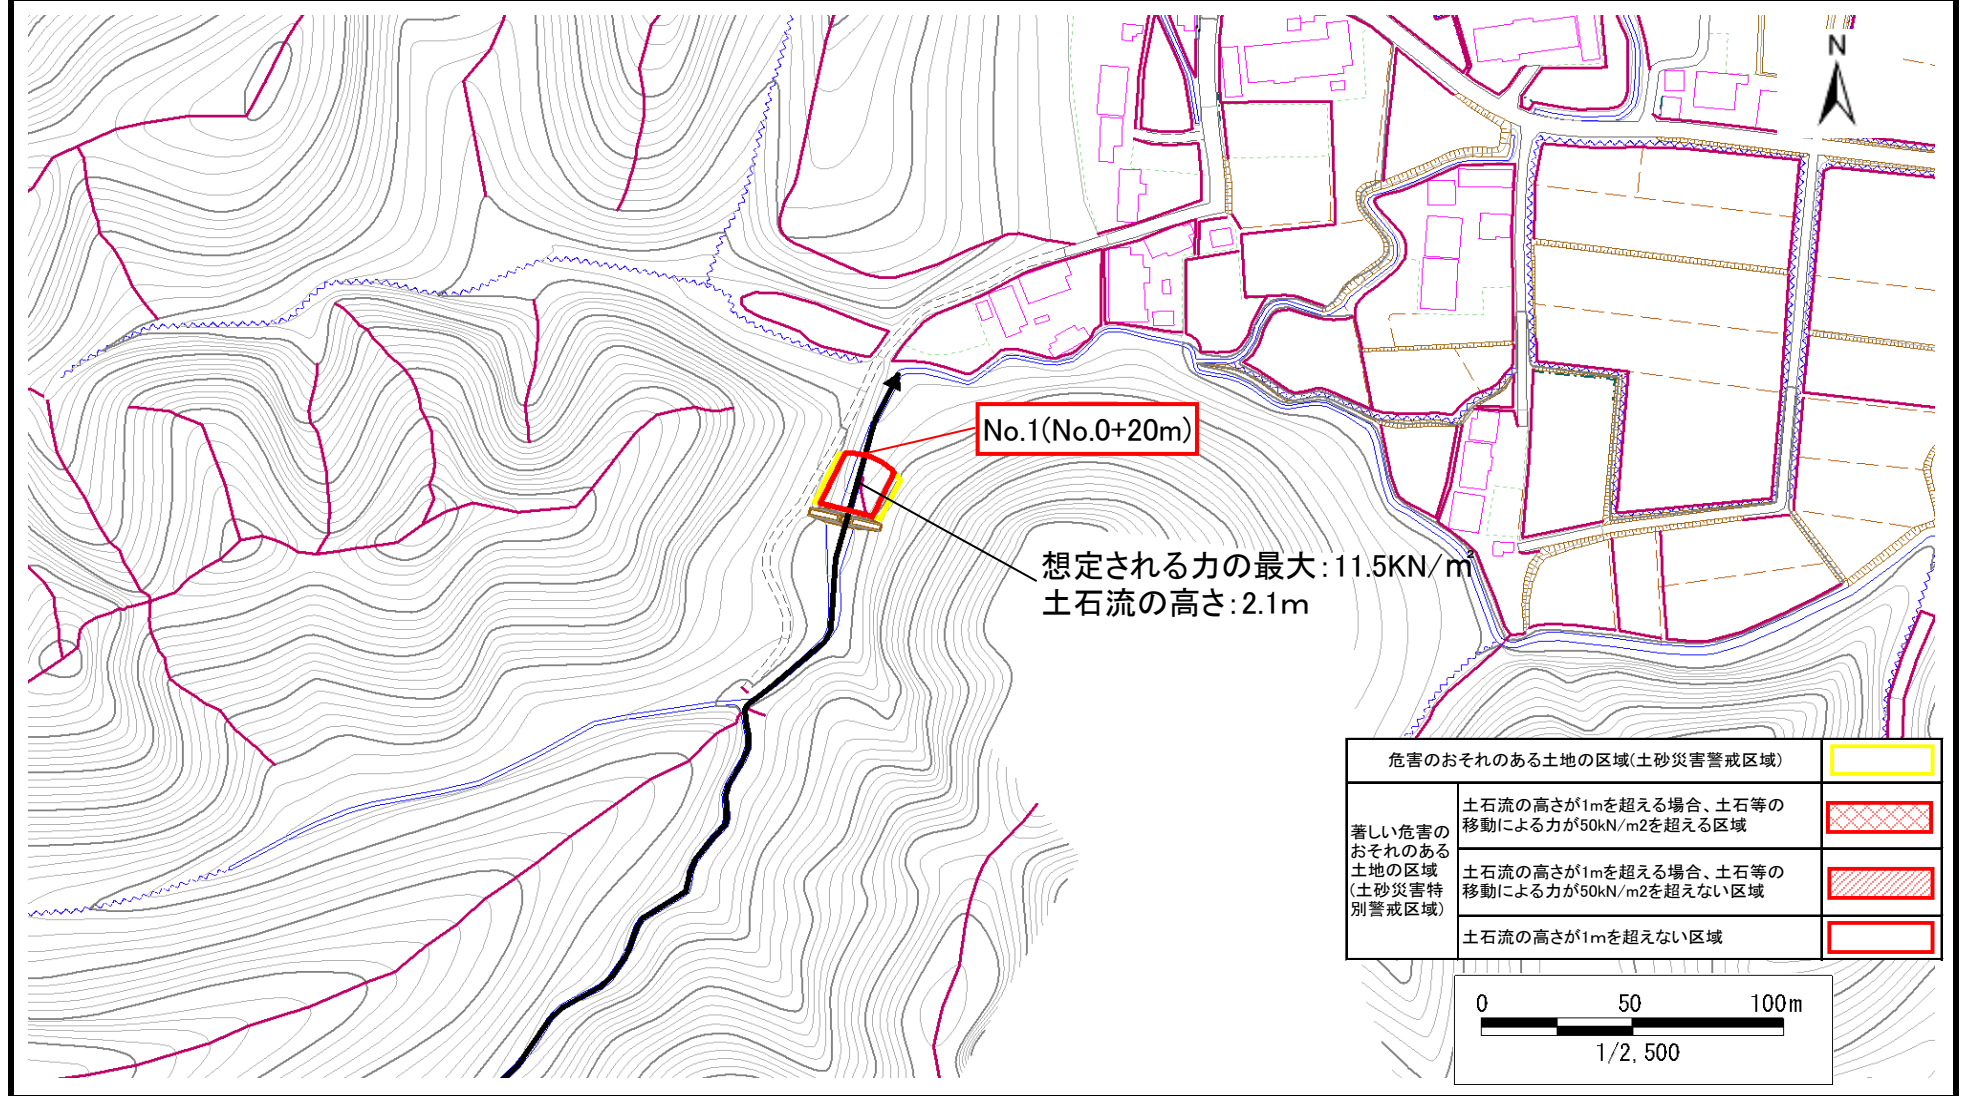 N
No.1(No.0+20m)
想定される力の最大：11.5KN/m²
土石流の高さ：2.1m
危害のおそれのある土地の区域(土砂災害警戒区域)
著しい危害の
おそれのある
土地の区域
(土砂災害特
別警戒区域)
土石流の高さが1mを超える場合、土石等の
移動による力が50kN/m2を超える区域
土石流の高さが1mを超える場合、土石等の
移動による力が50kN/m2を超えない区域
土石流の高さが1mを超えない区域
0 50 100m
1/2,500